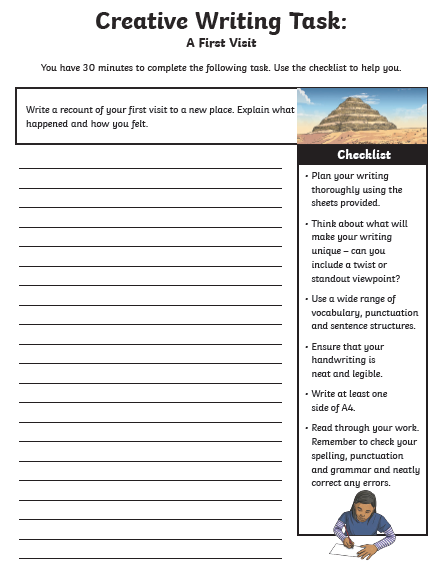 Creative Writing Task:
A First Visit
You have 30 minutes to complete the following task. Use the checklist to help you.
Write a recount of your first visit to a new place. Explain what
happened and how you felt.
Checklist
• Plan your writing
thoroughly using the
sheets provided.
• Think about what will
make your writing
unique – can you
include a twist or
standout viewpoint?
• Use a wide range of
vocabulary, punctuation
and sentence structures.
• Ensure that your
handwriting is
neat and legible.
• Write at least one
side of A4.
• Read through your work.
Remember to check your
spelling, punctuation
and grammar and neatly
correct any errors.